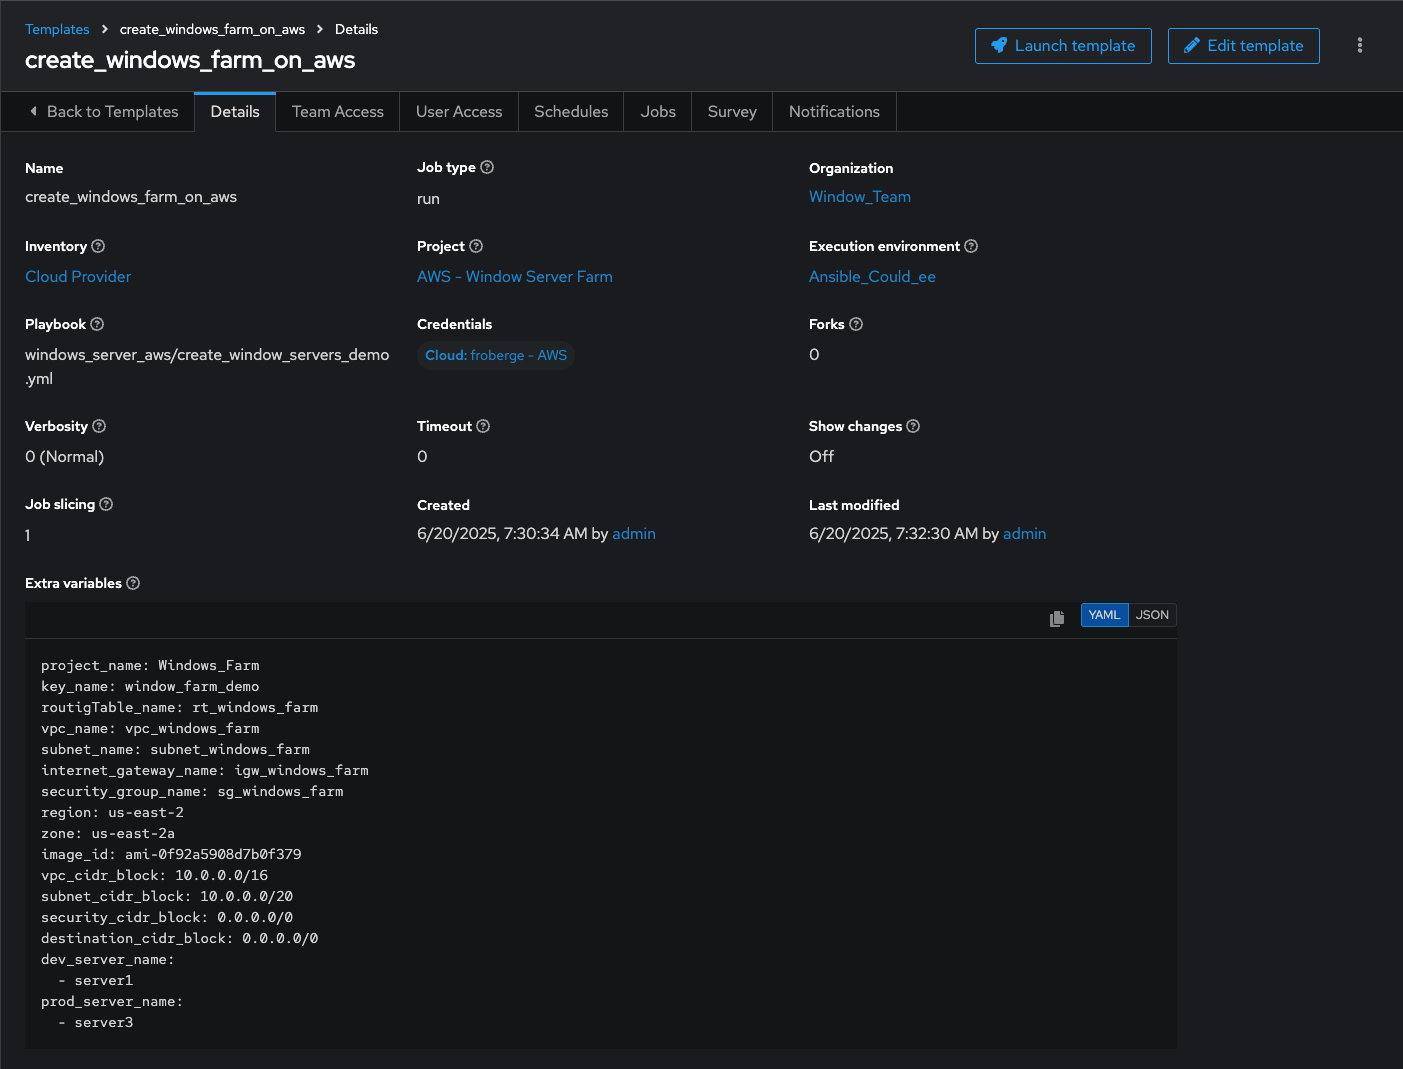 Templates > create_windows_farm_on_aws > Details
create_windows_farm_on_aws
Launch template
Edit template
Back to Templates
Details
Team Access
User Access
Schedules
Jobs
Survey
Notifications
Name
create_windows_farm_on_aws
Job type
run
Organization
Window_Team
Inventory
Cloud Provider
Project
AWS - Window Server Farm
Execution environment
Ansible_Could_ee
Playbook
windows_server_aws/create_window_servers_demo
.yml
Credentials
Cloud: froberge - AWS
Forks
0
Verbosity
0 (Normal)
Timeout
0
Show changes
Off
Job slicing
1
Created
6/20/2025, 7:30:34 AM by admin
Last modified
6/20/2025, 7:32:30 AM by admin
Extra variables
YAML
JSON
project_name: Windows_Farm
key_name: window_farm_demo
routigTable_name: rt_windows_farm
vpc_name: vpc_windows_farm
subnet_name: subnet_windows_farm
internet_gateway_name: igw_windows_farm
security_group_name: sg_windows_farm
region: us-east-2
zone: us-east-2a
image_id: ami-0f92a5908d7b0f379
vpc_cidr_block: 10.0.0.0/16
subnet_cidr_block: 10.0.0.0/20
security_cidr_block: 0.0.0.0/0
destination_cidr_block: 0.0.0.0/0
dev_server_name:
  - server1
prod_server_name:
  - server3